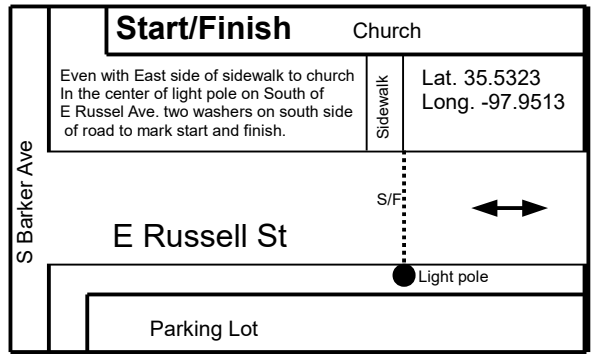 Start/Finish
Church
Even with East side of sidewalk to church
In the center of light pole on South of
E Russel Ave. two washers on south side
of road to mark start and finish.
Sidewalk
Lat. 35.5323
Long. -97.9513
S Barker Ave
S/F
E Russell St
Light pole
Parking Lot